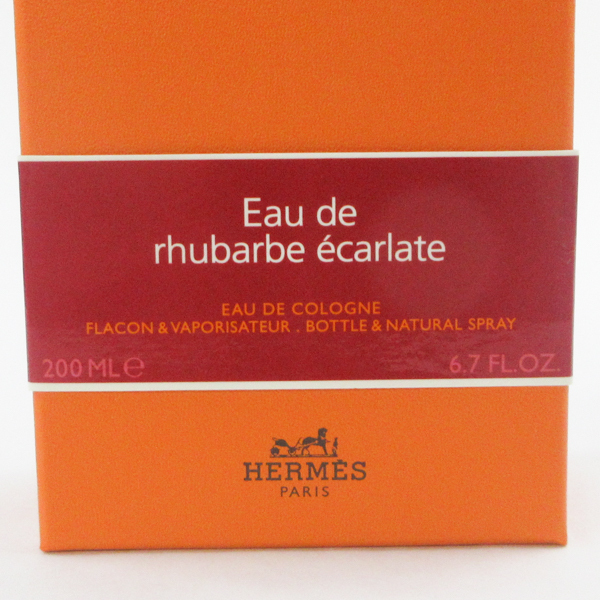 Eau de
rhubarbe écarlate
EAU DE COLOGNE
FLACON & VAPORISATEUR . BOTTLE & NATURAL SPRAY
200 ML ℮ 6.7 FL.OZ.
HERMÈS
PARIS